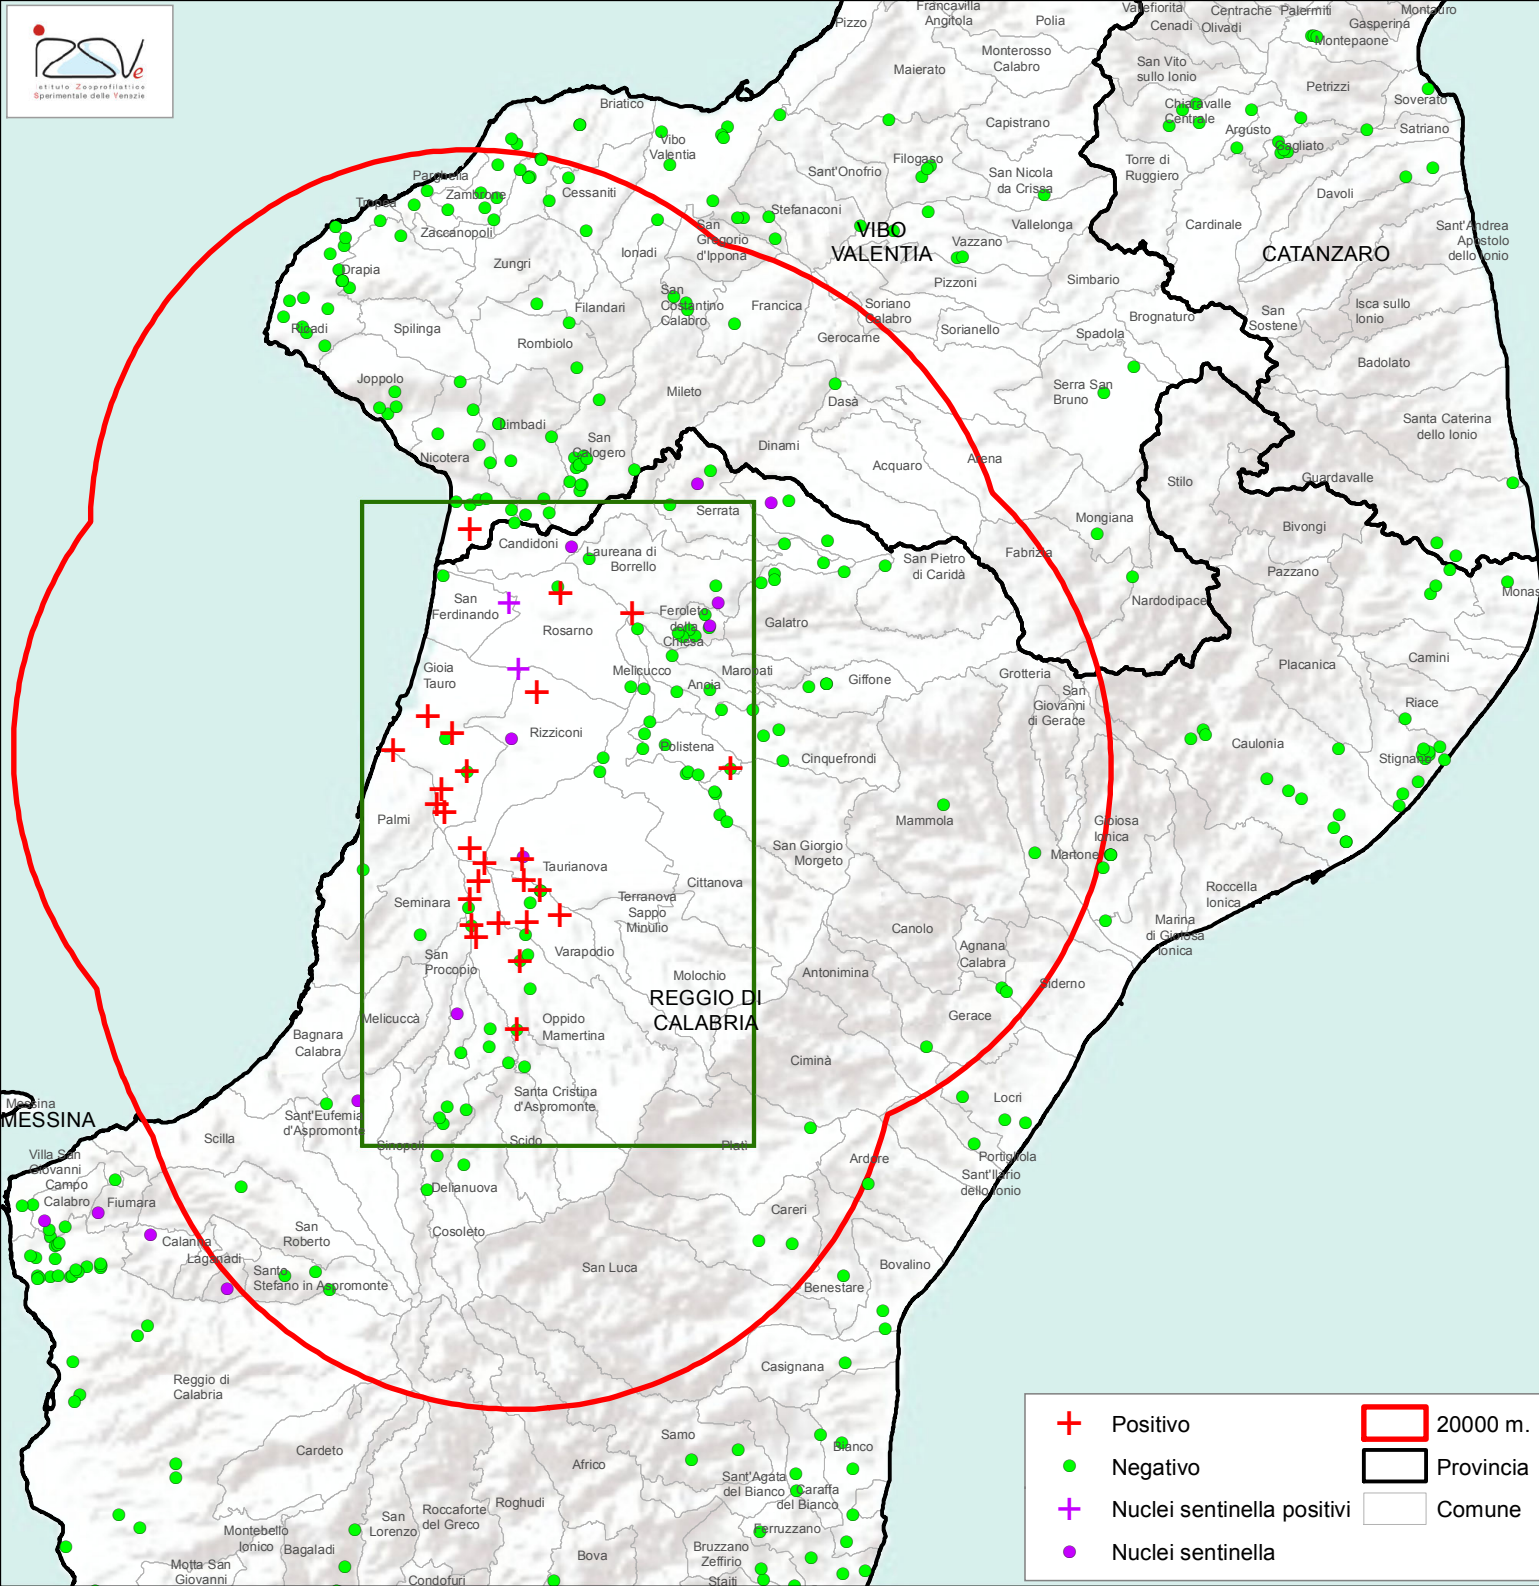 IZSVe
Istituto Zooprofilattico
Sperimentale delle Venezie
Pizzo
Francavilla
Angitola
Polia
Vallefiorita
Cenadi
Centrache
Olivadi
Palermiti
Montauro
Gasperina
Montepaone
Monterosso
Calabro
Maierato
San Vito
sullo Ionio
Petrizzi
Soverato
Briatico
Chiaravalle
Centrale
Capistrano
Argusto
Satriano
Gagliato
Vibo
Valentia
Sant'Onofrio
Filogaso
Torre di
Ruggiero
San Nicola
da Crissa
Davoli
Parghelia
Zambrone
Cessaniti
Tropea
Stefanaconi
Zaccanopoli
San
Gregorio
d'Ippona
VIBO
VALENTIA
Vallelonga
Cardinale
Sant'Andrea
Apostolo
dello Ionio
Ionadi
Vazzano
CATANZARO
Drapia
Zungri
Pizzoni
Simbario
San
Costantino
Calabro
Filandari
Francica
Soriano
Calabro
Brognaturo
San
Sostene
Isca sullo
Ionio
Ricadi
Spilinga
Rombiolo
Gerocarne
Sorianello
Spadola
Badolato
Joppolo
Mileto
Dasà
Serra San
Bruno
Limbadi
San
Calogero
Santa Caterina
dello Ionio
Nicotera
Dinami
Acquaro
Arena
Stilo
Guardavalle
Serrata
Mongiana
Bivongi
Candidoni
Laureana di
Borrello
San Pietro
di Caridà
Fabrizia
Pazzano
Monas
San
Ferdinando
Nardodipace
Rosarno
Feroleto
della
Chiesa
Galatro
Gioia
Tauro
Melicucco
Maropati
Anoia
Giffone
Grotteria
Placanica
Camini
San
Giovanni
di Gerace
Riace
Rizziconi
Polistena
Cinquefrondi
Caulonia
Stignano
Palmi
Mammola
Gioiosa
Ionica
San Giorgio
Morgeto
Martone
Taurianova
Cittanova
Roccella
Ionica
Seminara
Terranova
Sappo
Minulio
Marina
di Gioiosa
Ionica
Canolo
San
Procopio
Varapodio
Agnana
Calabra
Molochio
Antonimina
Siderno
REGGIO DI
CALABRIA
Melicuccà
Oppido
Mamertina
Gerace
Bagnara
Calabra
Ciminà
Messina
MESSINA
Santa Cristina
d'Aspromonte
Locri
Sant'Eufemia
d'Aspromonte
Scilla
Sinopoli
Scido
Platì
Portigliola
Villa San
Giovanni
Ardore
Sant'Ilario
dello Ionio
Campo
Calabro
Fiumara
Delianuova
Careri
San
Roberto
Cosoleto
Calanna
Laganadi
San Luca
Bovalino
Santo
Stefano in Aspromonte
Benestare
Casignana
Reggio di
Calabria
Samo
Cardeto
Africo
Bianco
Sant'Agata
del Bianco
Caraffa
del Bianco
Roccaforte
del Greco
Roghudi
San
Lorenzo
Montebello
Ionico
Ferruzzano
Bagaladi
Bruzzano
Zeffirio
Bova
Motta San
Giovanni
Condofuri
Staiti
Positivo
20000 m.
Negativo
Provincia
Nuclei sentinella positivi
Comune
Nuclei sentinella